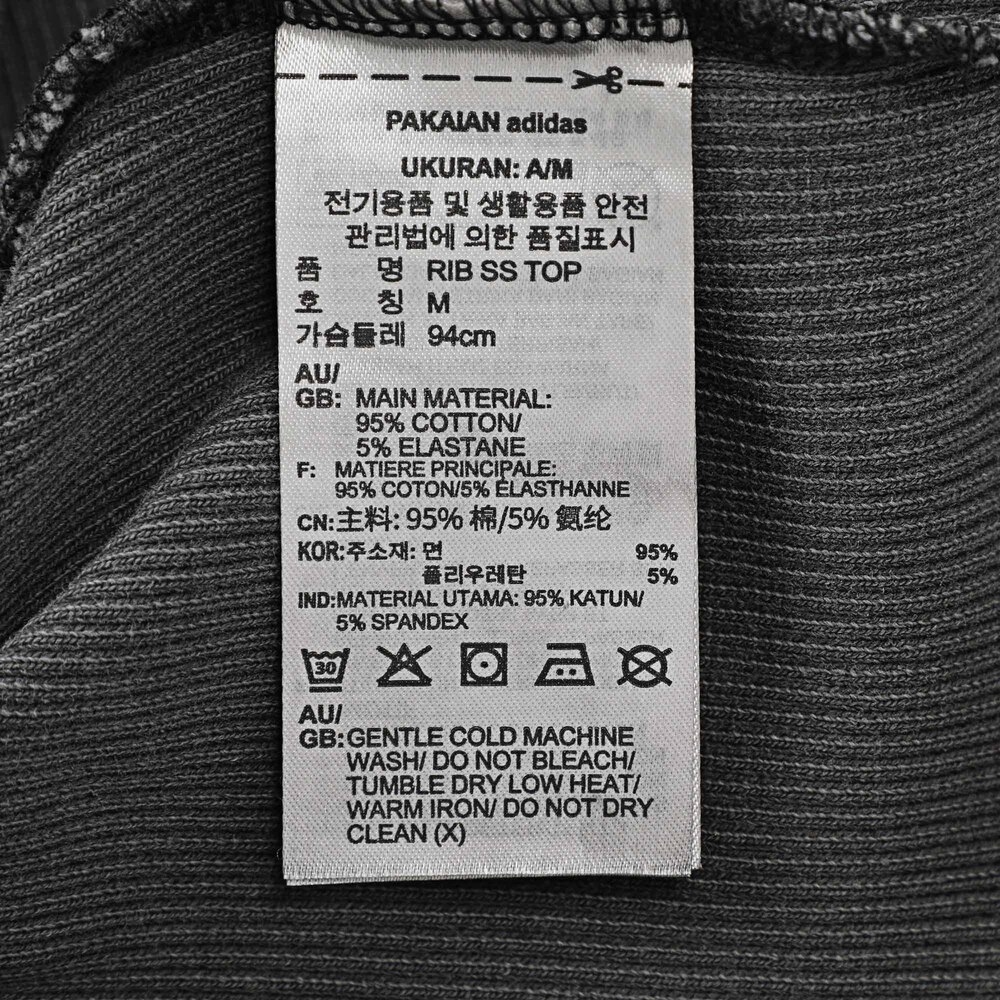 PAKAIAN adidas
UKURAN: A/M
전기용품 및 생활용품 안전
관리법에 의한 품질표시
품 명 RIB SS TOP
호 칭 M
가슴둘레 94cm
AU/
GB: MAIN MATERIAL:
95% COTTON/
5% ELASTANE
F: MATIERE PRINCIPALE:
95% COTON/5% ELASTHANNE
CN:主料: 95% 棉/5% 氨纶
KOR:주소재: 면 95%
폴리우레탄 5%
IND:MATERIAL UTAMA: 95% KATUN/
5% SPANDEX
30
AU/
GB:GENTLE COLD MACHINE
WASH/ DO NOT BLEACH/
TUMBLE DRY LOW HEAT/
WARM IRON/ DO NOT DRY
CLEAN (X)